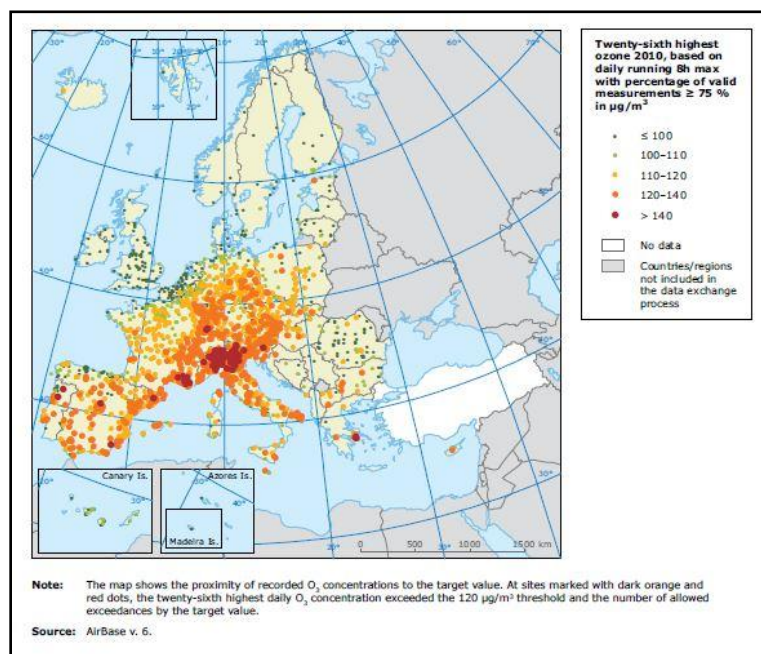 Twenty-sixth highest
ozone 2010, based on
daily running 8h max
with percentage of valid
measurements ≥ 75 %
in µg/m³
≤ 100
100–110
110–120
120–140
> 140
No data
Countries/regions
not included in
the data exchange
process
Canary Is.
Azores Is.
Madeira Is.
0 500 1000 1500 km
Note: The map shows the proximity of recorded O₃ concentrations to the target value. At sites marked with dark orange and
red dots, the twenty-sixth highest daily O₃ concentration exceeded the 120 µg/m³ threshold and the number of allowed
exceedances by the target value.
Source: AirBase v. 6.